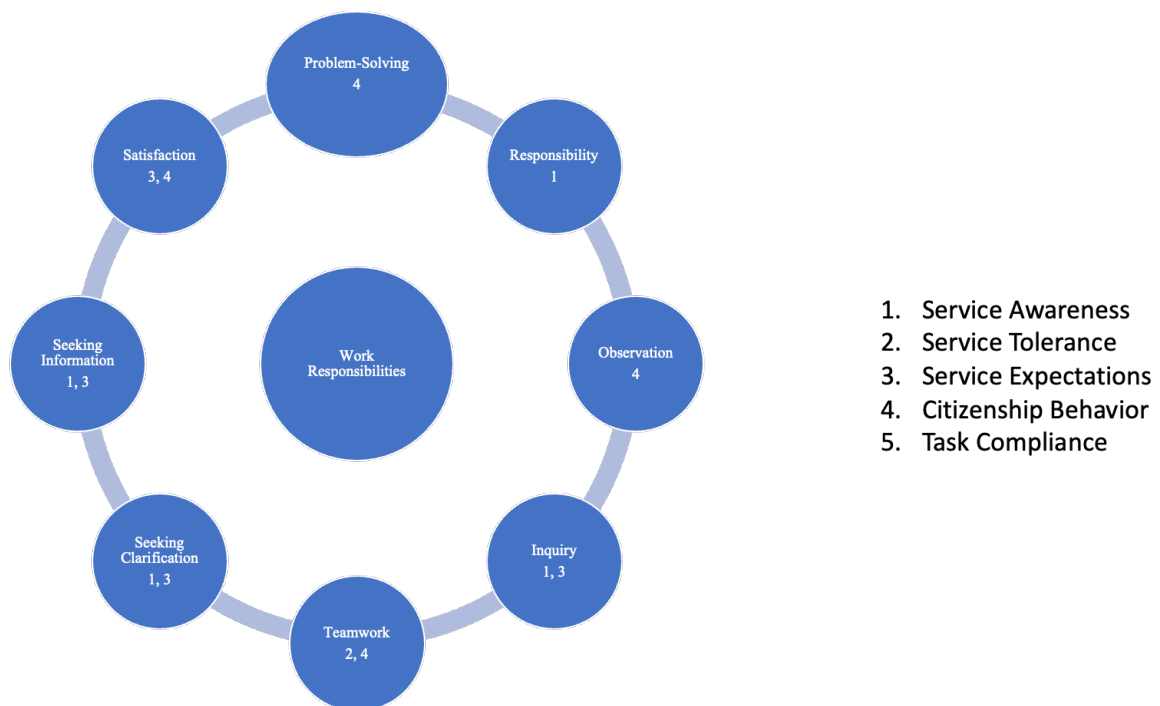 Problem-Solving
4
Responsibility
1
Observation
4
Inquiry
1, 3
Teamwork
2, 4
Seeking
Clarification
1, 3
Seeking
Information
1, 3
Satisfaction
3, 4
Work
Responsibilities
1. Service Awareness
2. Service Tolerance
3. Service Expectations
4. Citizenship Behavior
5. Task Compliance